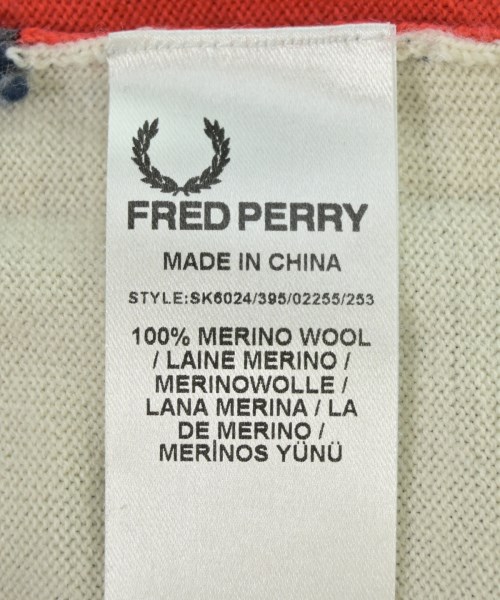 FRED PERRY
MADE IN CHINA
STYLE:SK6024/395/02255/253
100% MERINO WOOL
/ LAINE MERINO /
MERINOWOLLE /
LANA MERINA / LA
DE MERINO /
MERİNOS YÜNÜ